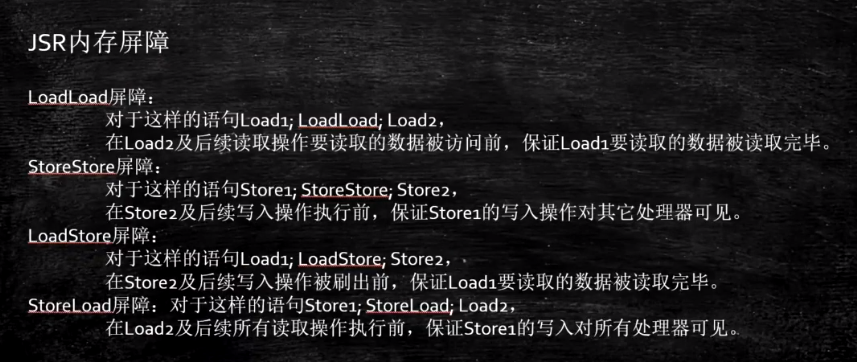 JSR内存屏障
LoadLoad屏障：
对于这样的语句Load1; LoadLoad; Load2，
在Load2及后续读取操作要读取的数据被访问前，保证Load1要读取的数据被读取完毕。
StoreStore屏障：
对于这样的语句Store1; StoreStore; Store2，
在Store2及后续写入操作执行前，保证Store1的写入操作对其它处理器可见。
LoadStore屏障：
对于这样的语句Load1; LoadStore; Store2，
在Store2及后续写入操作被刷出前，保证Load1要读取的数据被读取完毕。
StoreLoad屏障：对于这样的语句Store1; StoreLoad; Load2，
在Load2及后续所有读取操作执行前，保证Store1的写入对所有处理器可见。